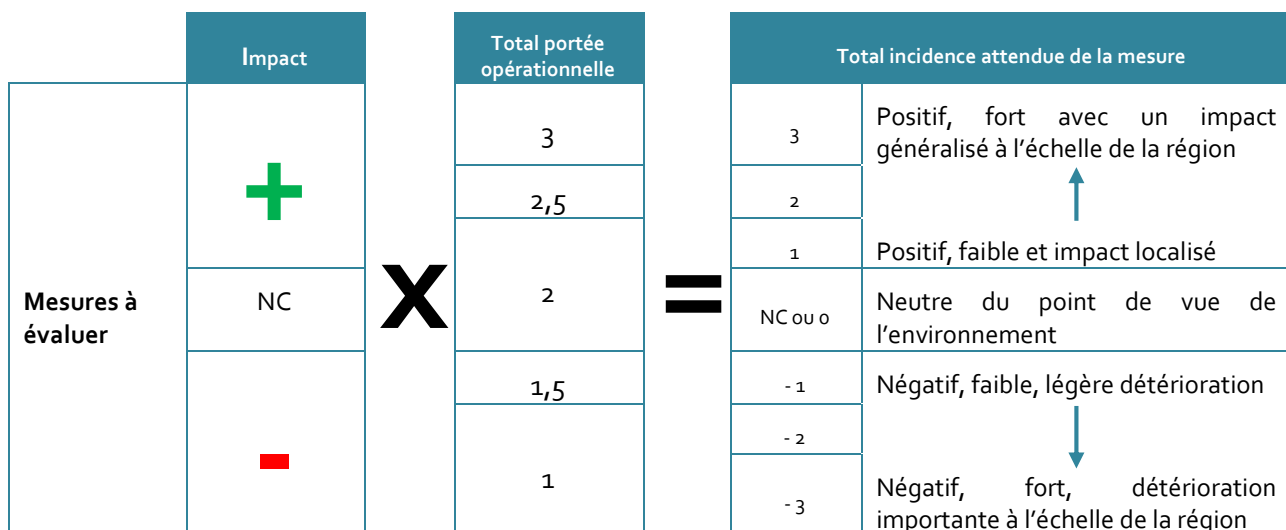 Impact
Total portée
opérationnelle
Total incidence attendue de la mesure
Mesures à
évaluer
+
NC
-
X
3
2,5
2
1,5
1
=
3
Positif, fort avec un impact
généralisé à l'échelle de la région
2
1
Positif, faible et impact localisé
NC ou 0
Neutre du point de vue de
l'environnement
- 1
Négatif, faible, légère détérioration
- 2
- 3
Négatif, fort, détérioration
importante à l'échelle de la région